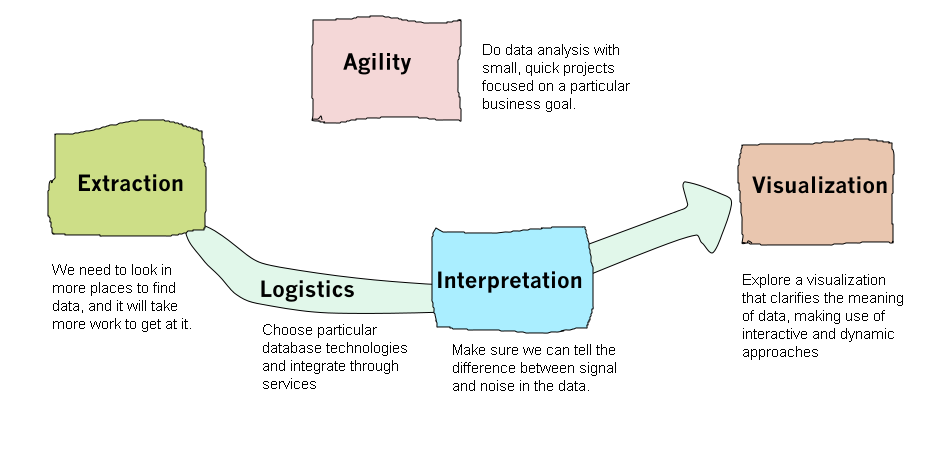 Agility
Do data analysis with
small, quick projects
focused on a particular
business goal.
Extraction
We need to look in
more places to find
data, and it will take
more work to get at it.
Logistics
Choose particular
database technologies
and integrate through
services
Interpretation
Make sure we can tell the
difference between signal
and noise in the data.
Visualization
Explore a visualization
that clarifies the meaning
of data, making use of
interactive and dynamic
approaches